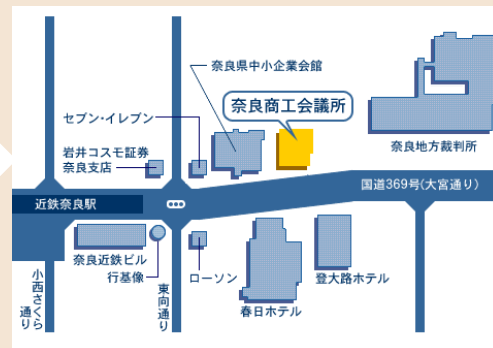 奈良県中小企業会館
奈良商工会議所
セブン・イレブン
岩井コスモ証券
奈良支店
奈良地方裁判所
国道369号(大宮通り)
近鉄奈良駅
奈良近鉄ビル
行基像
ローソン
春日ホテル
登大路ホテル
小西さくら
通り
東向通り